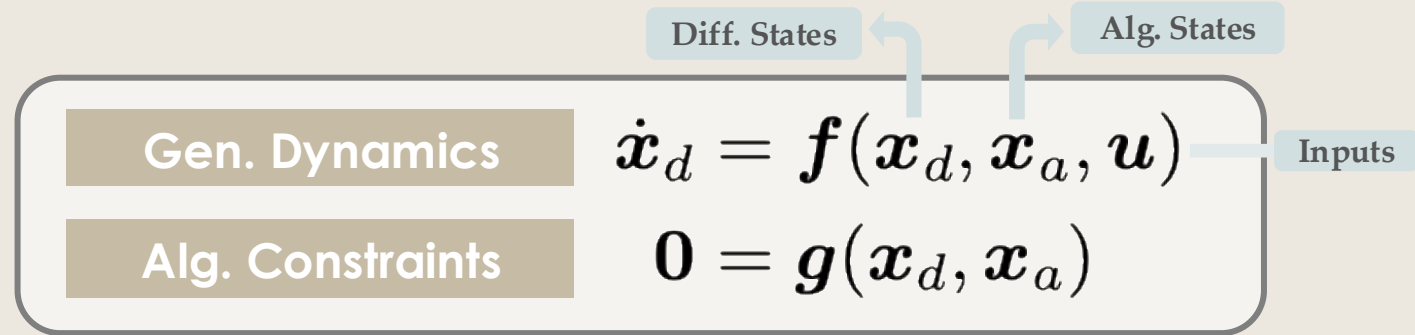 Diff. States
Alg. States
Gen. Dynamics
ẋ_d = f(x_d, x_a, u)
Inputs
Alg. Constraints
0 = g(x_d, x_a)